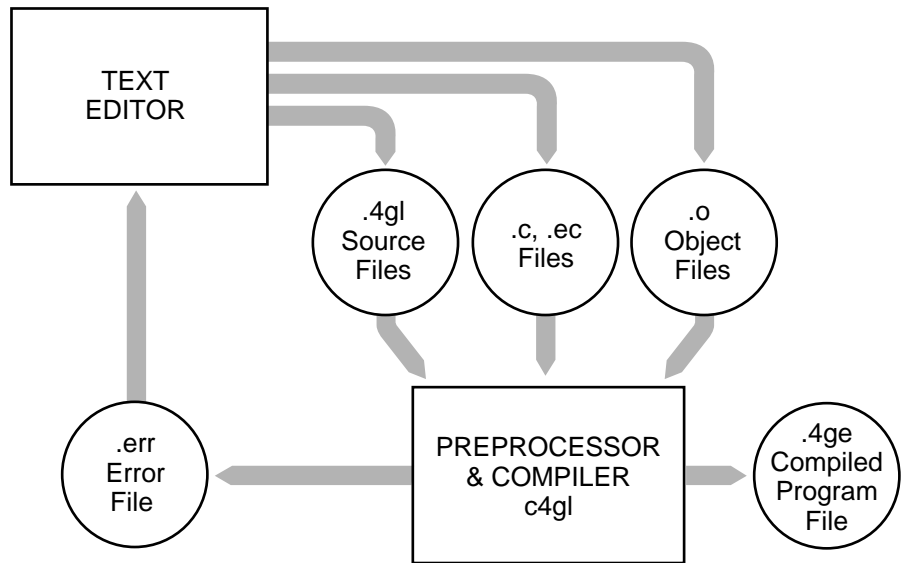 TEXT
EDITOR
.4gl
Source
Files
.c, .ec
Files
.o
Object
Files
.err
Error
File
PREPROCESSOR
& COMPILER
c4gl
.4ge
Compiled
Program
File